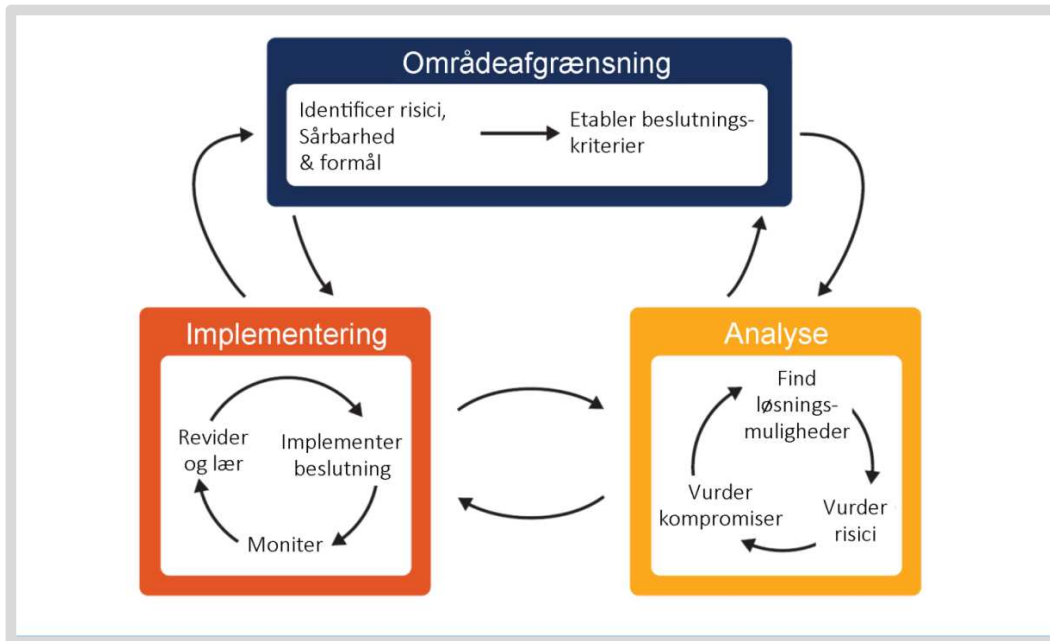 Områdeafgrænsning
Identificer risici,
Sårbarhed
& formål
Etabler beslutnings-
kriterier
Implementering
Revider
og lær
Implementer
beslutning
Moniter
Analyse
Find
løsnings-
muligheder
Vurder
kompromiser
Vurder
risici